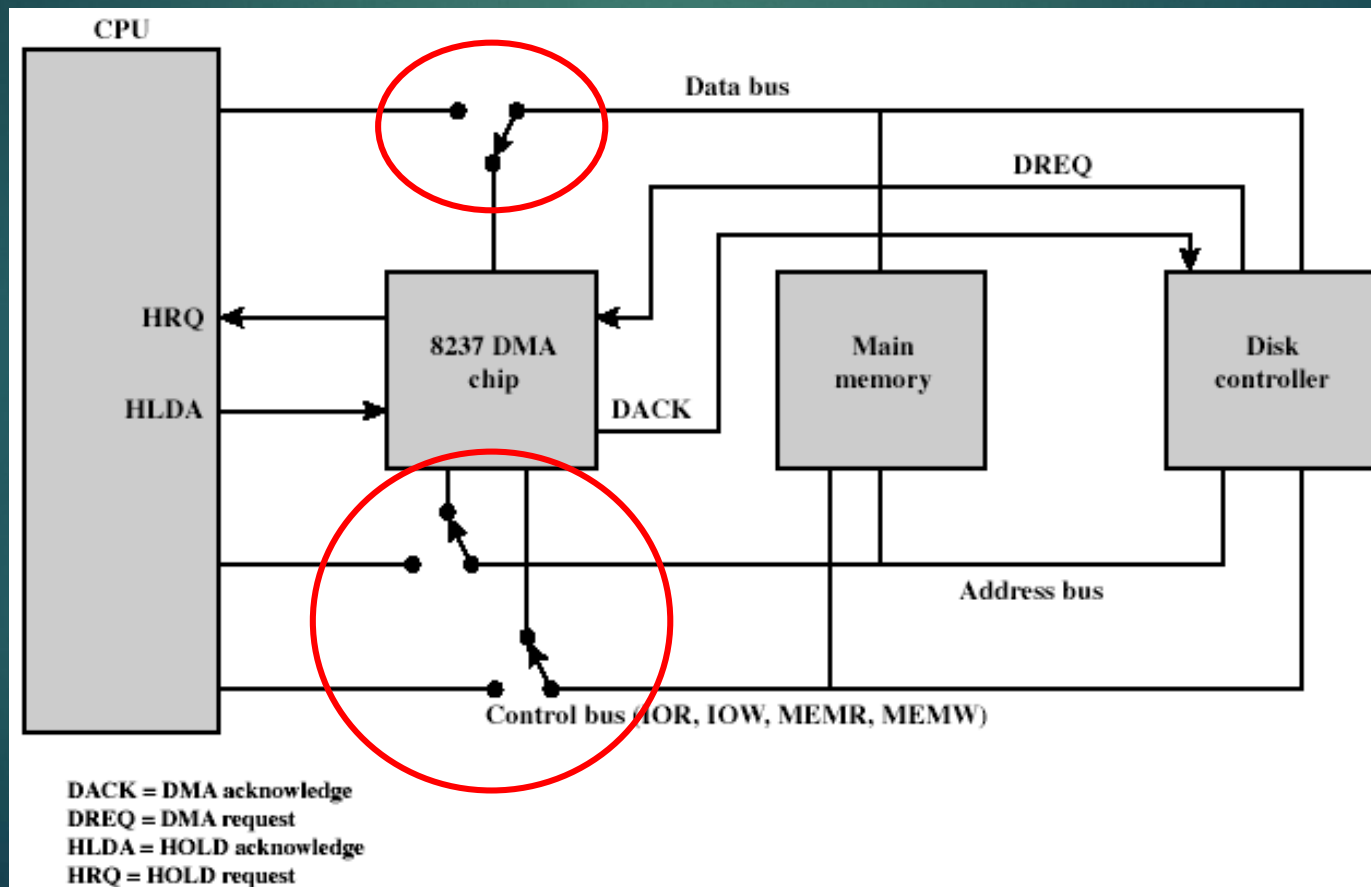 CPU
Data bus
DREQ
HRQ
8237 DMA
chip
Main
memory
Disk
controller
HLDA
DACK
Address bus
Control bus (IOR, IOW, MEMR, MEMW)
DACK = DMA acknowledge
DREQ = DMA request
HLDA = HOLD acknowledge
HRQ = HOLD request